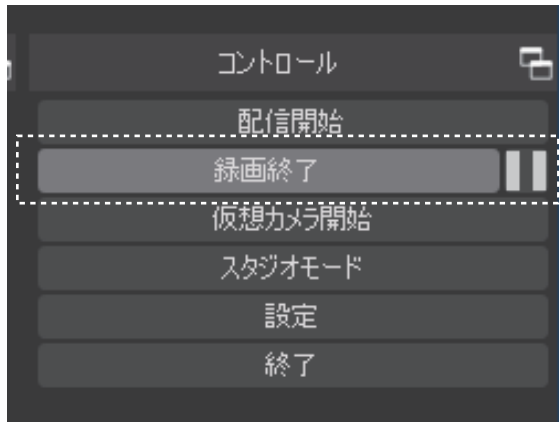 コントロール
配信開始
録画終了
仮想カメラ開始
スタジオモード
設定
終了